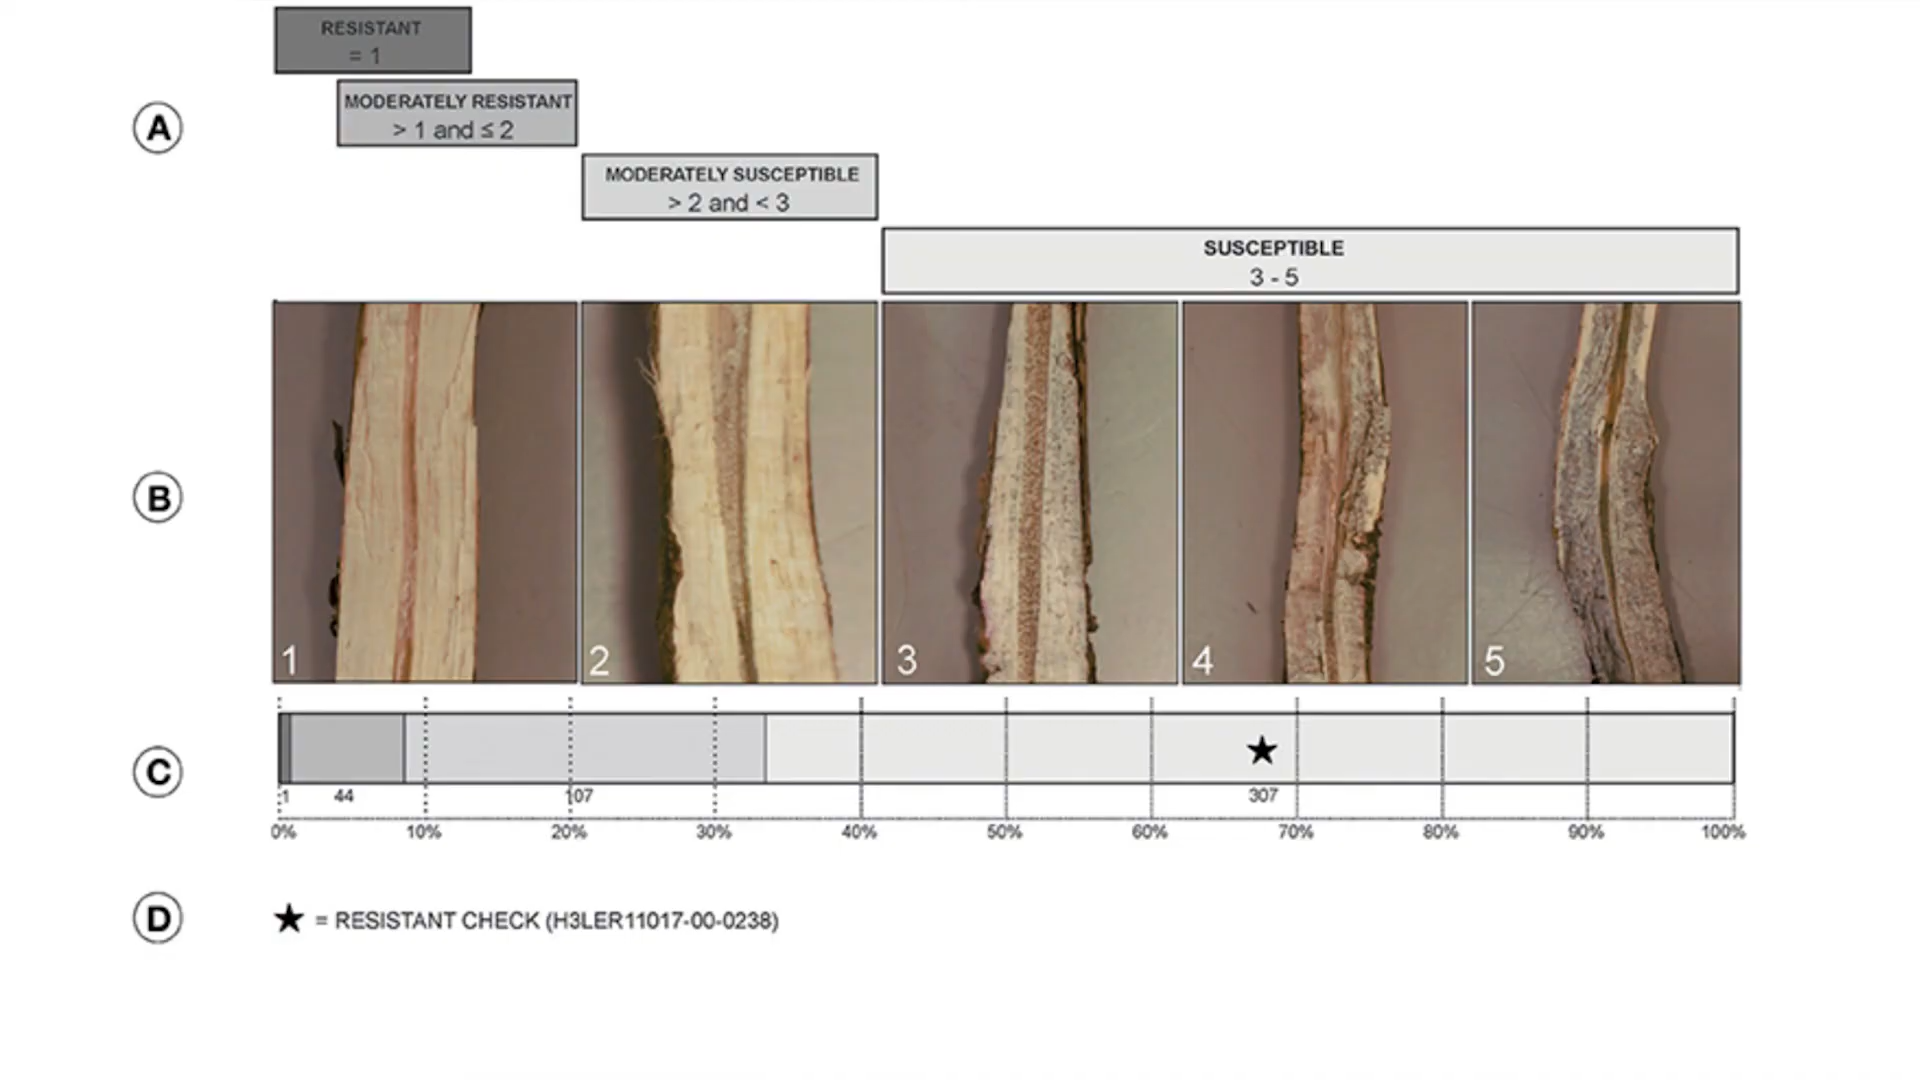 RESISTANT
= 1
MODERATELY RESISTANT
> 1 and ≤ 2
A
MODERATELY SUSCEPTIBLE
> 2 and < 3
SUSCEPTIBLE
3 - 5
B
1 2 3 4 5
C
1 44 107 307
0% 10% 20% 30% 40% 50% 60% 70% 80% 90% 100%
D
★ = RESISTANT CHECK (H3LER11017-00-0238)